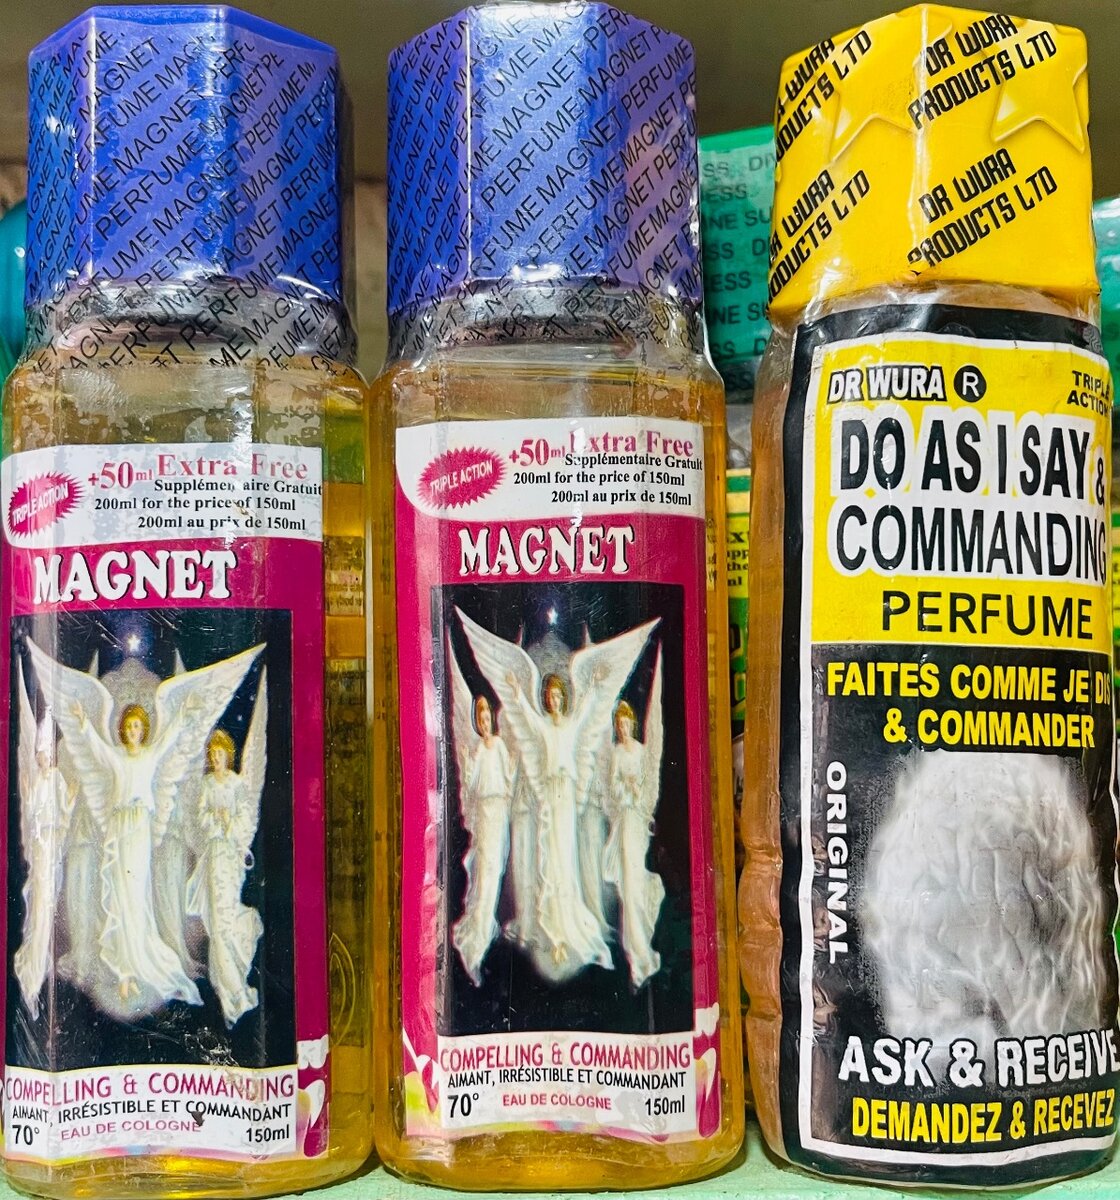 MAGNET PERFUME
TRIPLE ACTION
+50ml Extra Free
Supplémentaire Gratuit
200ml for the price of 150ml
200ml au prix de 150ml
MAGNET
COMPELLING & COMMANDING
AIMANT, IRRÉSISTIBLE ET COMMANDANT
70°
EAU DE COLOGNE
150ml
MAGNET PERFUME
TRIPLE ACTION
+50ml Extra Free
Supplémentaire Gratuit
200ml for the price of 150ml
200ml au prix de 150ml
MAGNET
COMPELLING & COMMANDING
AIMANT, IRRÉSISTIBLE ET COMMANDANT
70°
EAU DE COLOGNE
150ml
DR WURA
PRODUCTS LTD
DR WURA
PRODUCTS LTD
DR WURA ®
TRIPLE
ACTION
DO AS I SAY &
COMMANDING
PERFUME
FAITES COMME JE DIS
& COMMANDER
ORIGINAL
ASK & RECEIVE
DEMANDEZ & RECEVEZ